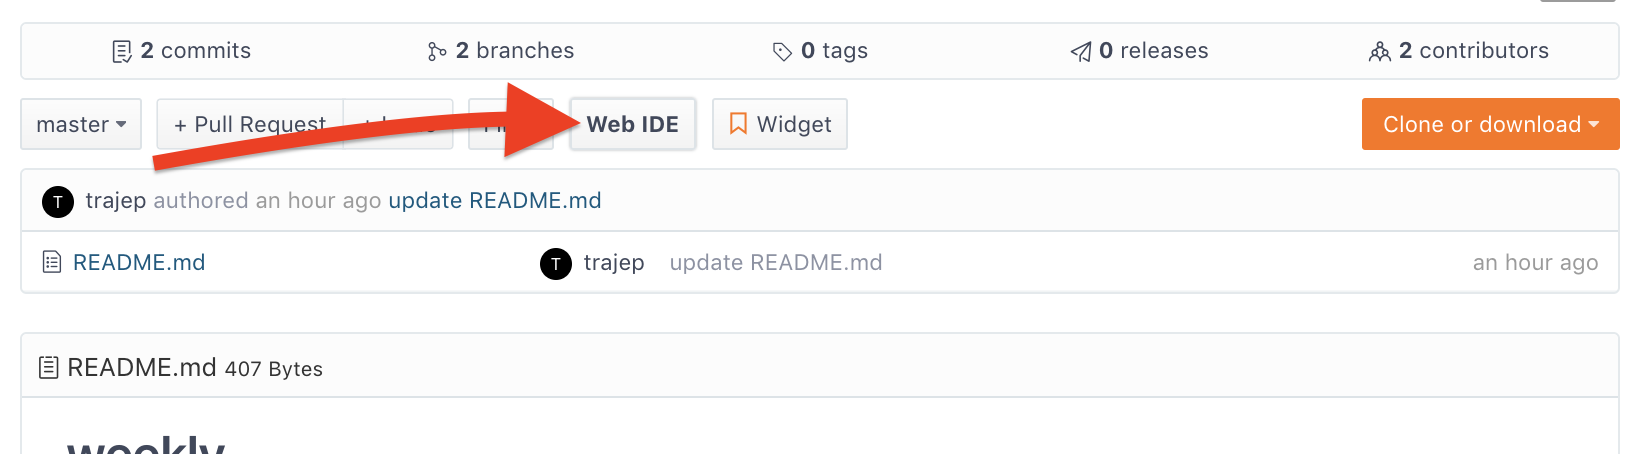 2 commits 2 branches 0 tags 0 releases 2 contributors
master + Pull Request Web IDE Widget Clone or download
T trajep authored an hour ago update README.md
README.md T trajep update README.md an hour ago
README.md 407 Bytes
weekly